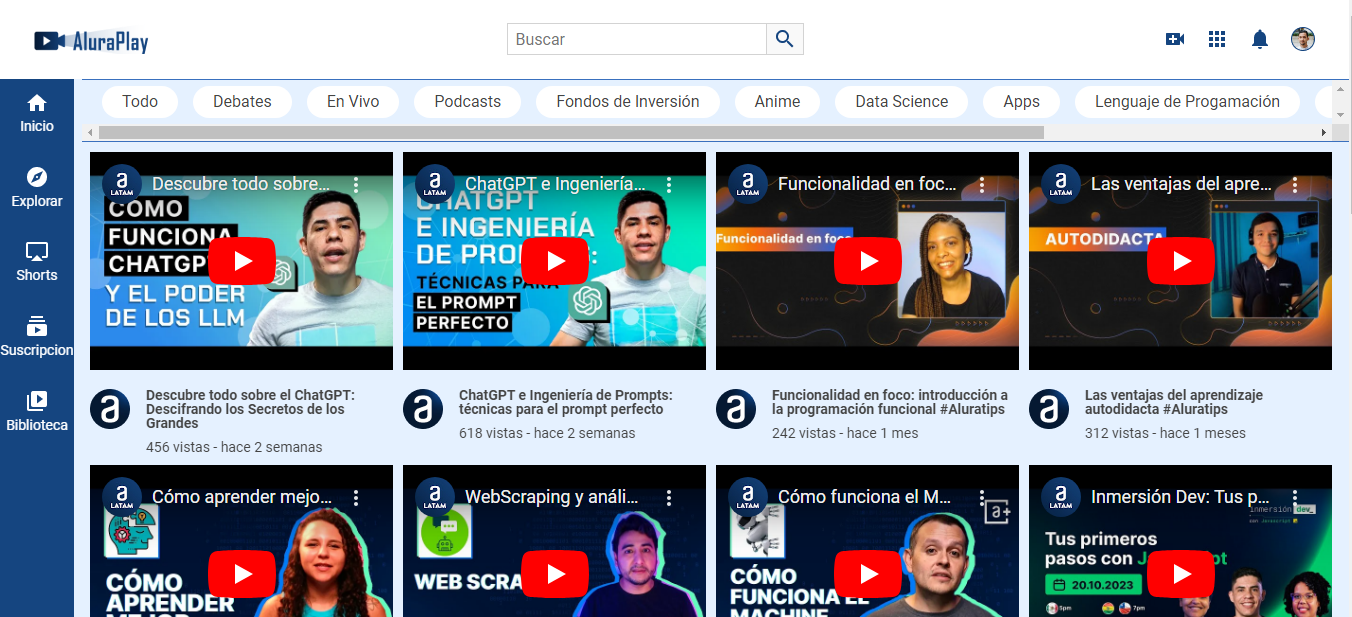 AluraPlay
Buscar
Inicio
Explorar
Shorts
Suscripcion
Biblioteca
Todo
Debates
En Vivo
Podcasts
Fondos de Inversión
Anime
Data Science
Apps
Lenguaje de Progamación
a LATAM
Descubre todo sobre...
CÓMO
FUNCIONA
CHATGP
Y EL PODER
DE LOS LLM
Descubre todo sobre el ChatGPT:
Descifrando los Secretos de los
Grandes
456 vistas - hace 2 semanas
a LATAM
ChatGPT e Ingeniería...
CHATGPT
E INGENIERÍA
DE PRO :
TÉCNICAS PARA
EL PROMPT
PERFECTO
ChatGPT e Ingeniería de Prompts:
técnicas para el prompt perfecto
618 vistas - hace 2 semanas
a LATAM
Funcionalidad en foc...
Funcionalidad en foco
Funcionalidad en foco: introducción a
la programación funcional #Aluratips
242 vistas - hace 1 mes
a LATAM
Las ventajas del apre...
AUTODIDACTA
Las ventajas del aprendizaje
autodidacta #Aluratips
312 vistas - hace 1 meses
a LATAM
Cómo aprender mejo...
CÓMO
APRENDER
MEJOR
a LATAM
WebScraping y análi...
WEB SCRA
a LATAM
Cómo funciona el M...
a+
CÓMO
FUNCIONA EL
MACHINE
a LATAM
Inmersión Dev: Tus p...
inmersión dev_
con Javascript
Tus primeros
pasos con J pt
20.10.2023
5pm
7pm